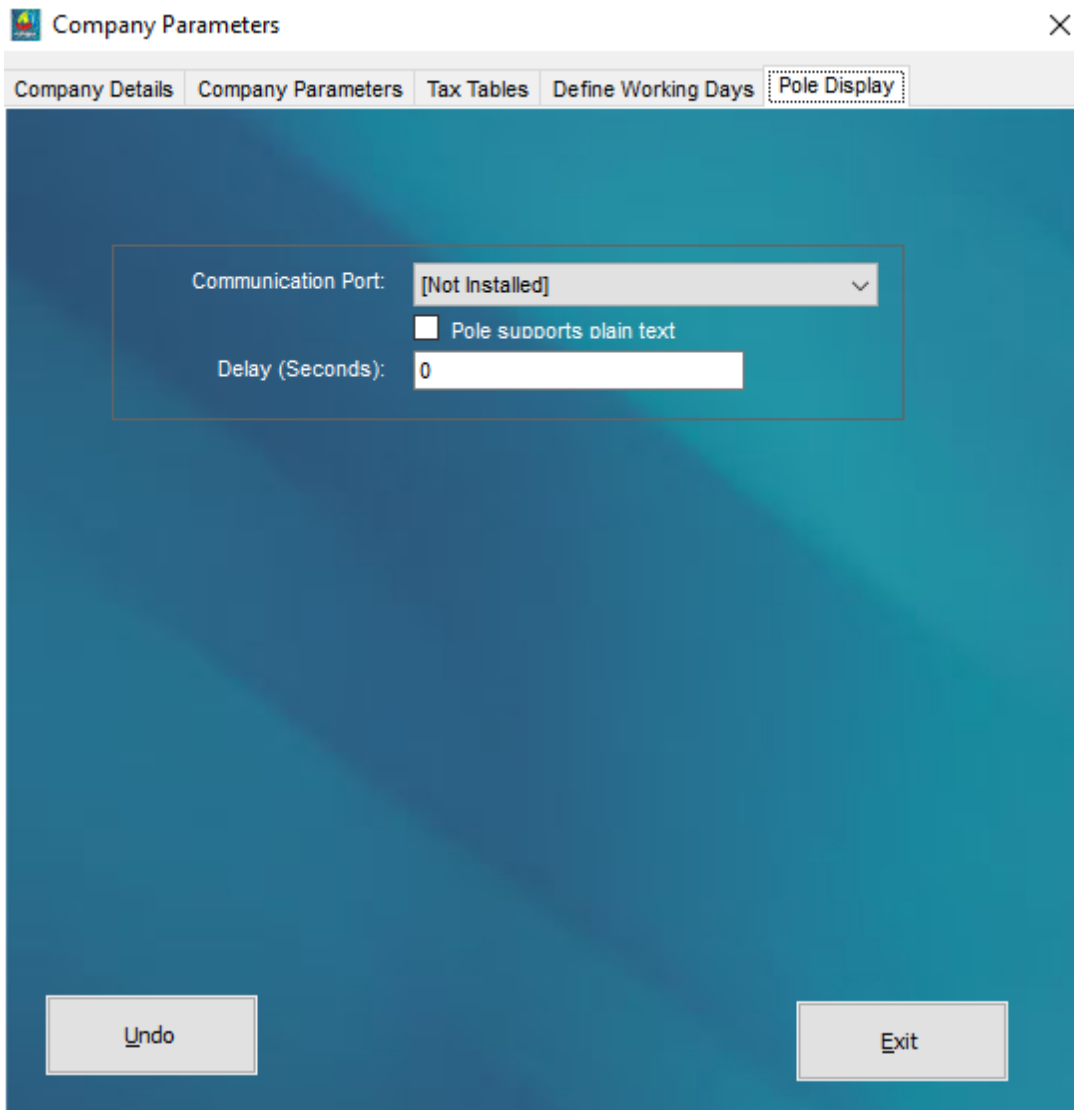 Company Parameters
Company Details Company Parameters Tax Tables Define Working Days Pole Display
Communication Port: [Not Installed]
Pole supports plain text
Delay (Seconds): 0
Undo Exit